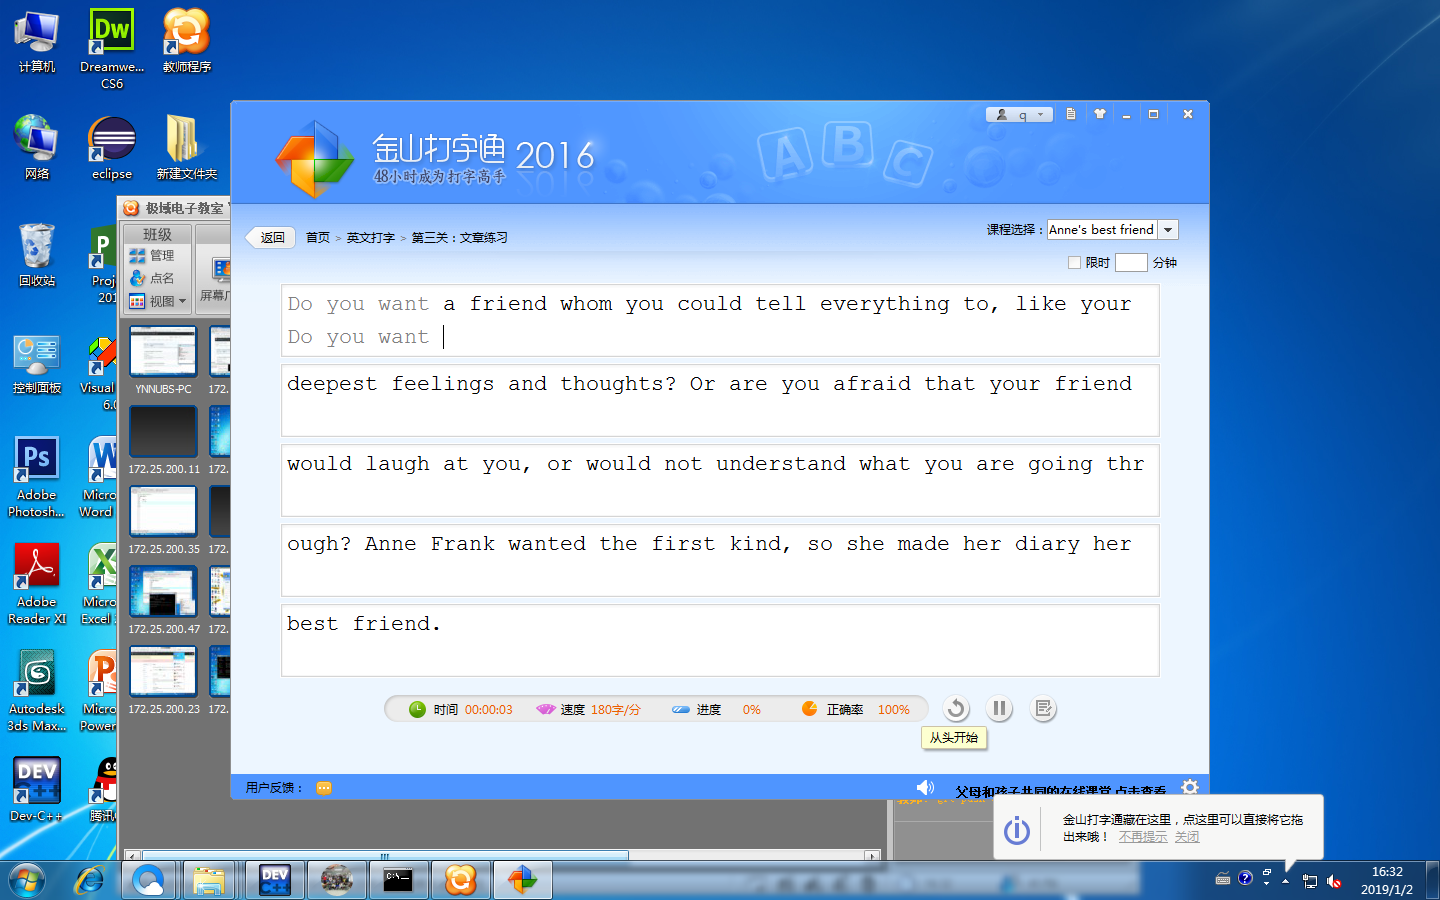 计算机
Dreamwe...
CS6
教师程序
网络
eclipse
新建文件夹
回收站
Proj
201
控制面板
Visual
6.0
Adobe
Photosh...
Micro
Word
Adobe
Reader XI
Micro
Excel
Autodesk
3ds Max...
Micro
Power
Dev-C++
腾讯
极域电子教室
班级
管理
点名
视图
屏幕
YNNUBS-PC
172.
172.25.200.11
172.
172.25.200.35
172.
172.25.200.47
172.
172.25.200.23
172.
q
金山打字通 2016
48小时成为打字高手
A B C
返回
首页 > 英文打字 > 第三关：文章练习
课程选择：
Anne's best friend
限时
分钟
Do you want a friend whom you could tell everything to, like your
Do you want
deepest feelings and thoughts? Or are you afraid that your friend
would laugh at you, or would not understand what you are going thr
ough? Anne Frank wanted the first kind, so she made her diary her
best friend.
时间 00:00:03 速度 180字/分 进度 0% 正确率 100%
从头开始
用户反馈：
父母和孩子共同的在线课堂 点击查看
金山打字通藏在这里，点这里可以直接将它拖
出来哦！ 不再提示 关闭
DEV
C++
16:32
2019/1/2